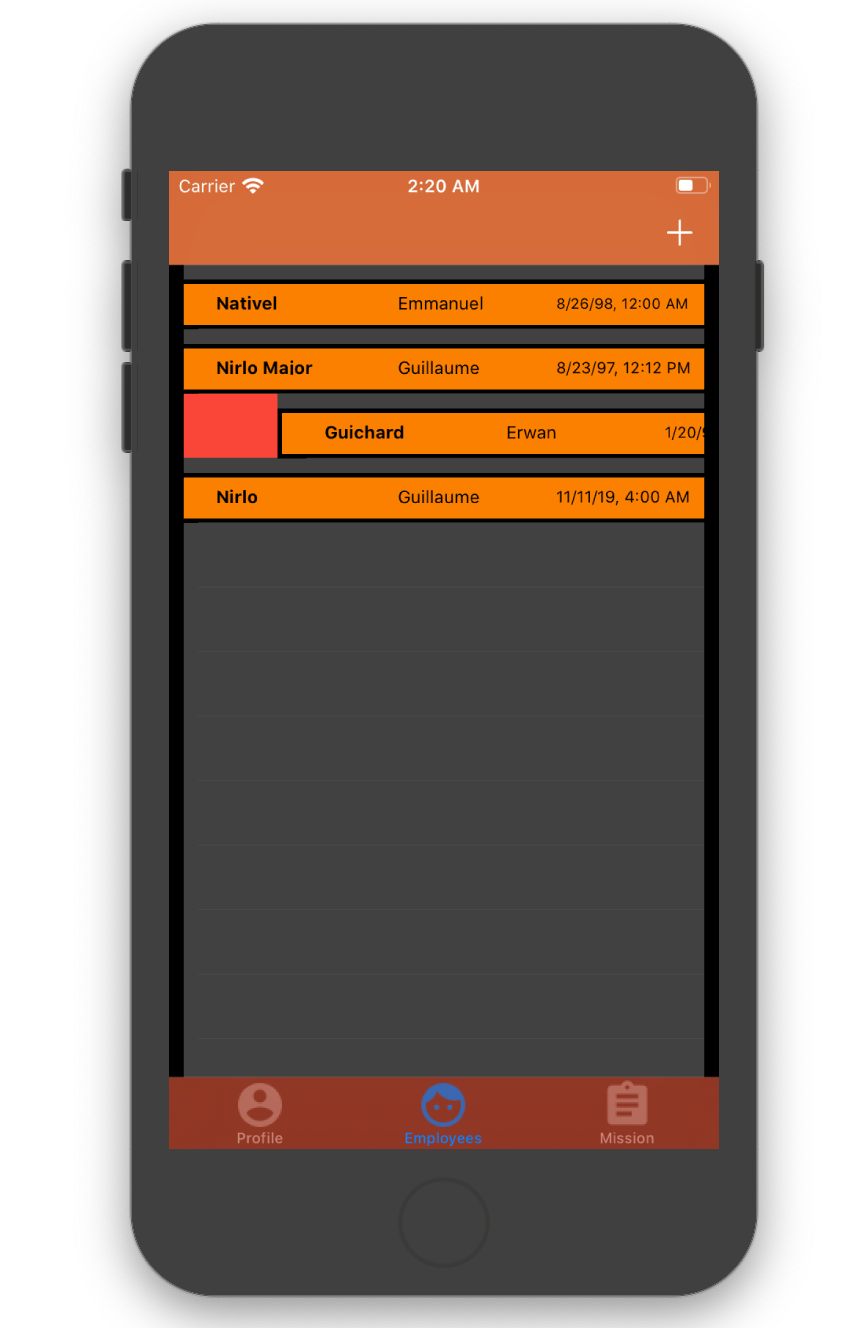 Carrier 2:20 AM
+
Nativel Emmanuel 8/26/98, 12:00 AM
Nirlo Major Guillaume 8/23/97, 12:12 PM
Guichard Erwan 1/20/9
Nirlo Guillaume 11/11/19, 4:00 AM
Profile Employees Mission